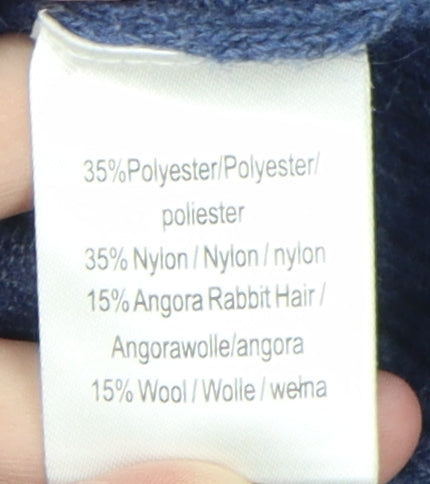 35%Polyester/Polyester/
poliester
35% Nylon / Nylon / nylon
15% Angora Rabbit Hair /
Angorawolle/angora
15% Wool / Wolle / wełna